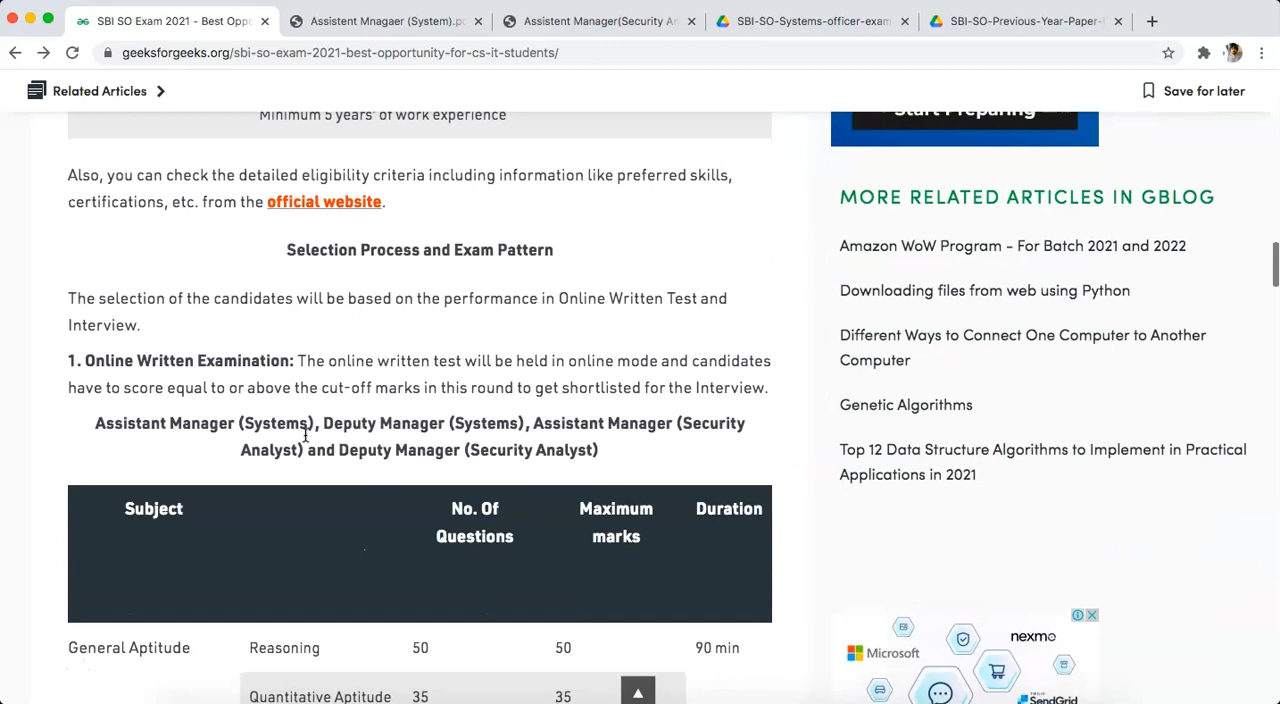 SBI SO Exam 2021 - Best Oppo
Assistent Mnagaer (System).pc
Assistent Manager(Security An
SBI-SO-Systems-officer-exam
SBI-SO-Previous-Year-Paper-
geeksforgeeks.org/sbi-so-exam-2021-best-opportunity-for-cs-it-students/
Related Articles
Save for later
Minimum 5 years' of work experience
Start Preparing
Also, you can check the detailed eligibility criteria including information like preferred skills,
certifications, etc. from the official website.
MORE RELATED ARTICLES IN GBLOG
Amazon WoW Program - For Batch 2021 and 2022
Downloading files from web using Python
Different Ways to Connect One Computer to Another
Computer
Genetic Algorithms
Top 12 Data Structure Algorithms to Implement in Practical
Applications in 2021
Selection Process and Exam Pattern
The selection of the candidates will be based on the performance in Online Written Test and
Interview.
1. Online Written Examination: The online written test will be held in online mode and candidates
have to score equal to or above the cut-off marks in this round to get shortlisted for the Interview.
Assistant Manager (Systems), Deputy Manager (Systems), Assistant Manager (Security
Analyst) and Deputy Manager (Security Analyst)
Subject
No. Of
Questions
Maximum
marks
Duration
General Aptitude
Reasoning
50
50
90 min
Quantitative Aptitude
35
35
Microsoft
nexmo
Twilio
SendGrid